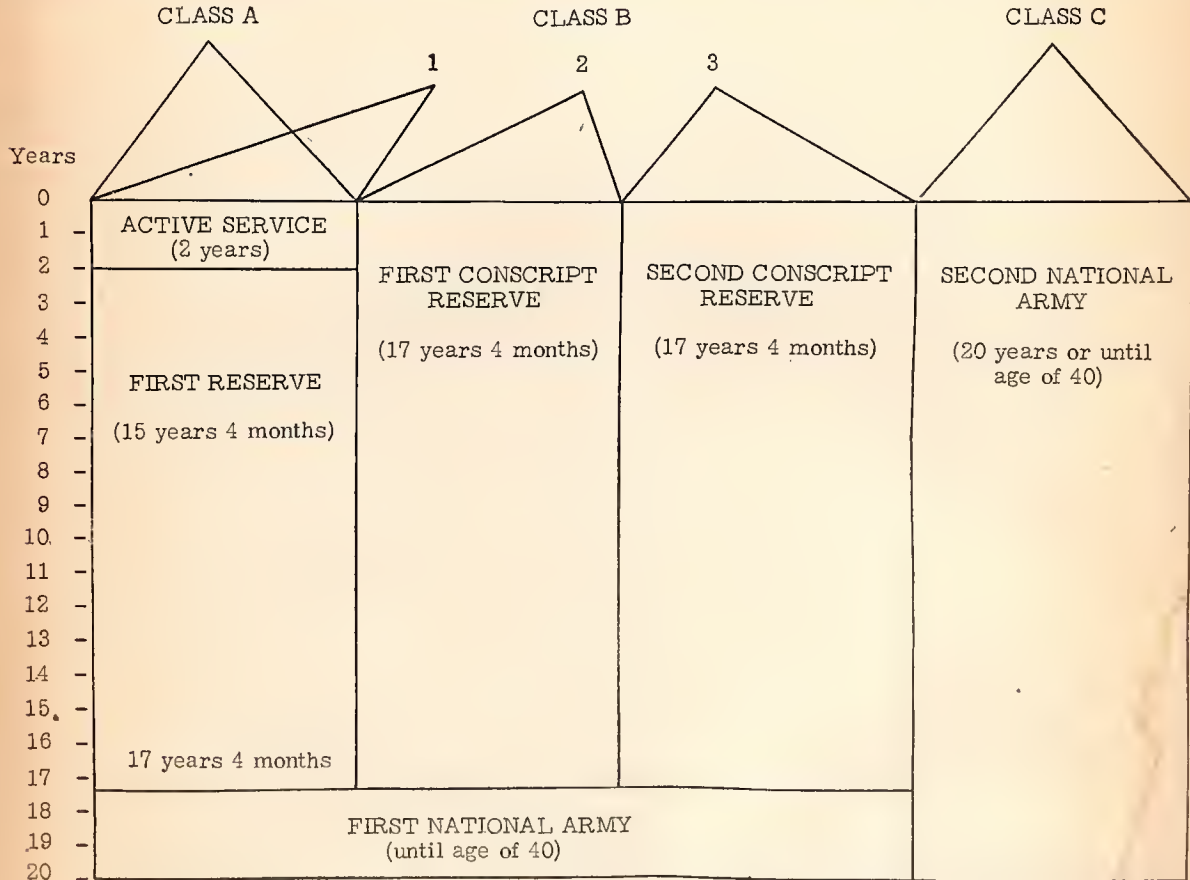 CLASS A
CLASS B
CLASS C
1
2
3
Years
0
1
2
3
4
5
6
7
8
9
10
11
12
13
14
15
16
17
18
19
20
ACTIVE SERVICE
(2 years)
FIRST RESERVE
(15 years 4 months)
17 years 4 months
FIRST CONSCRIPT
RESERVE
(17 years 4 months)
SECOND CONSCRIPT
RESERVE
(17 years 4 months)
SECOND NATIONAL
ARMY
(20 years or until
age of 40)
FIRST NATIONAL ARMY
(until age of 40)